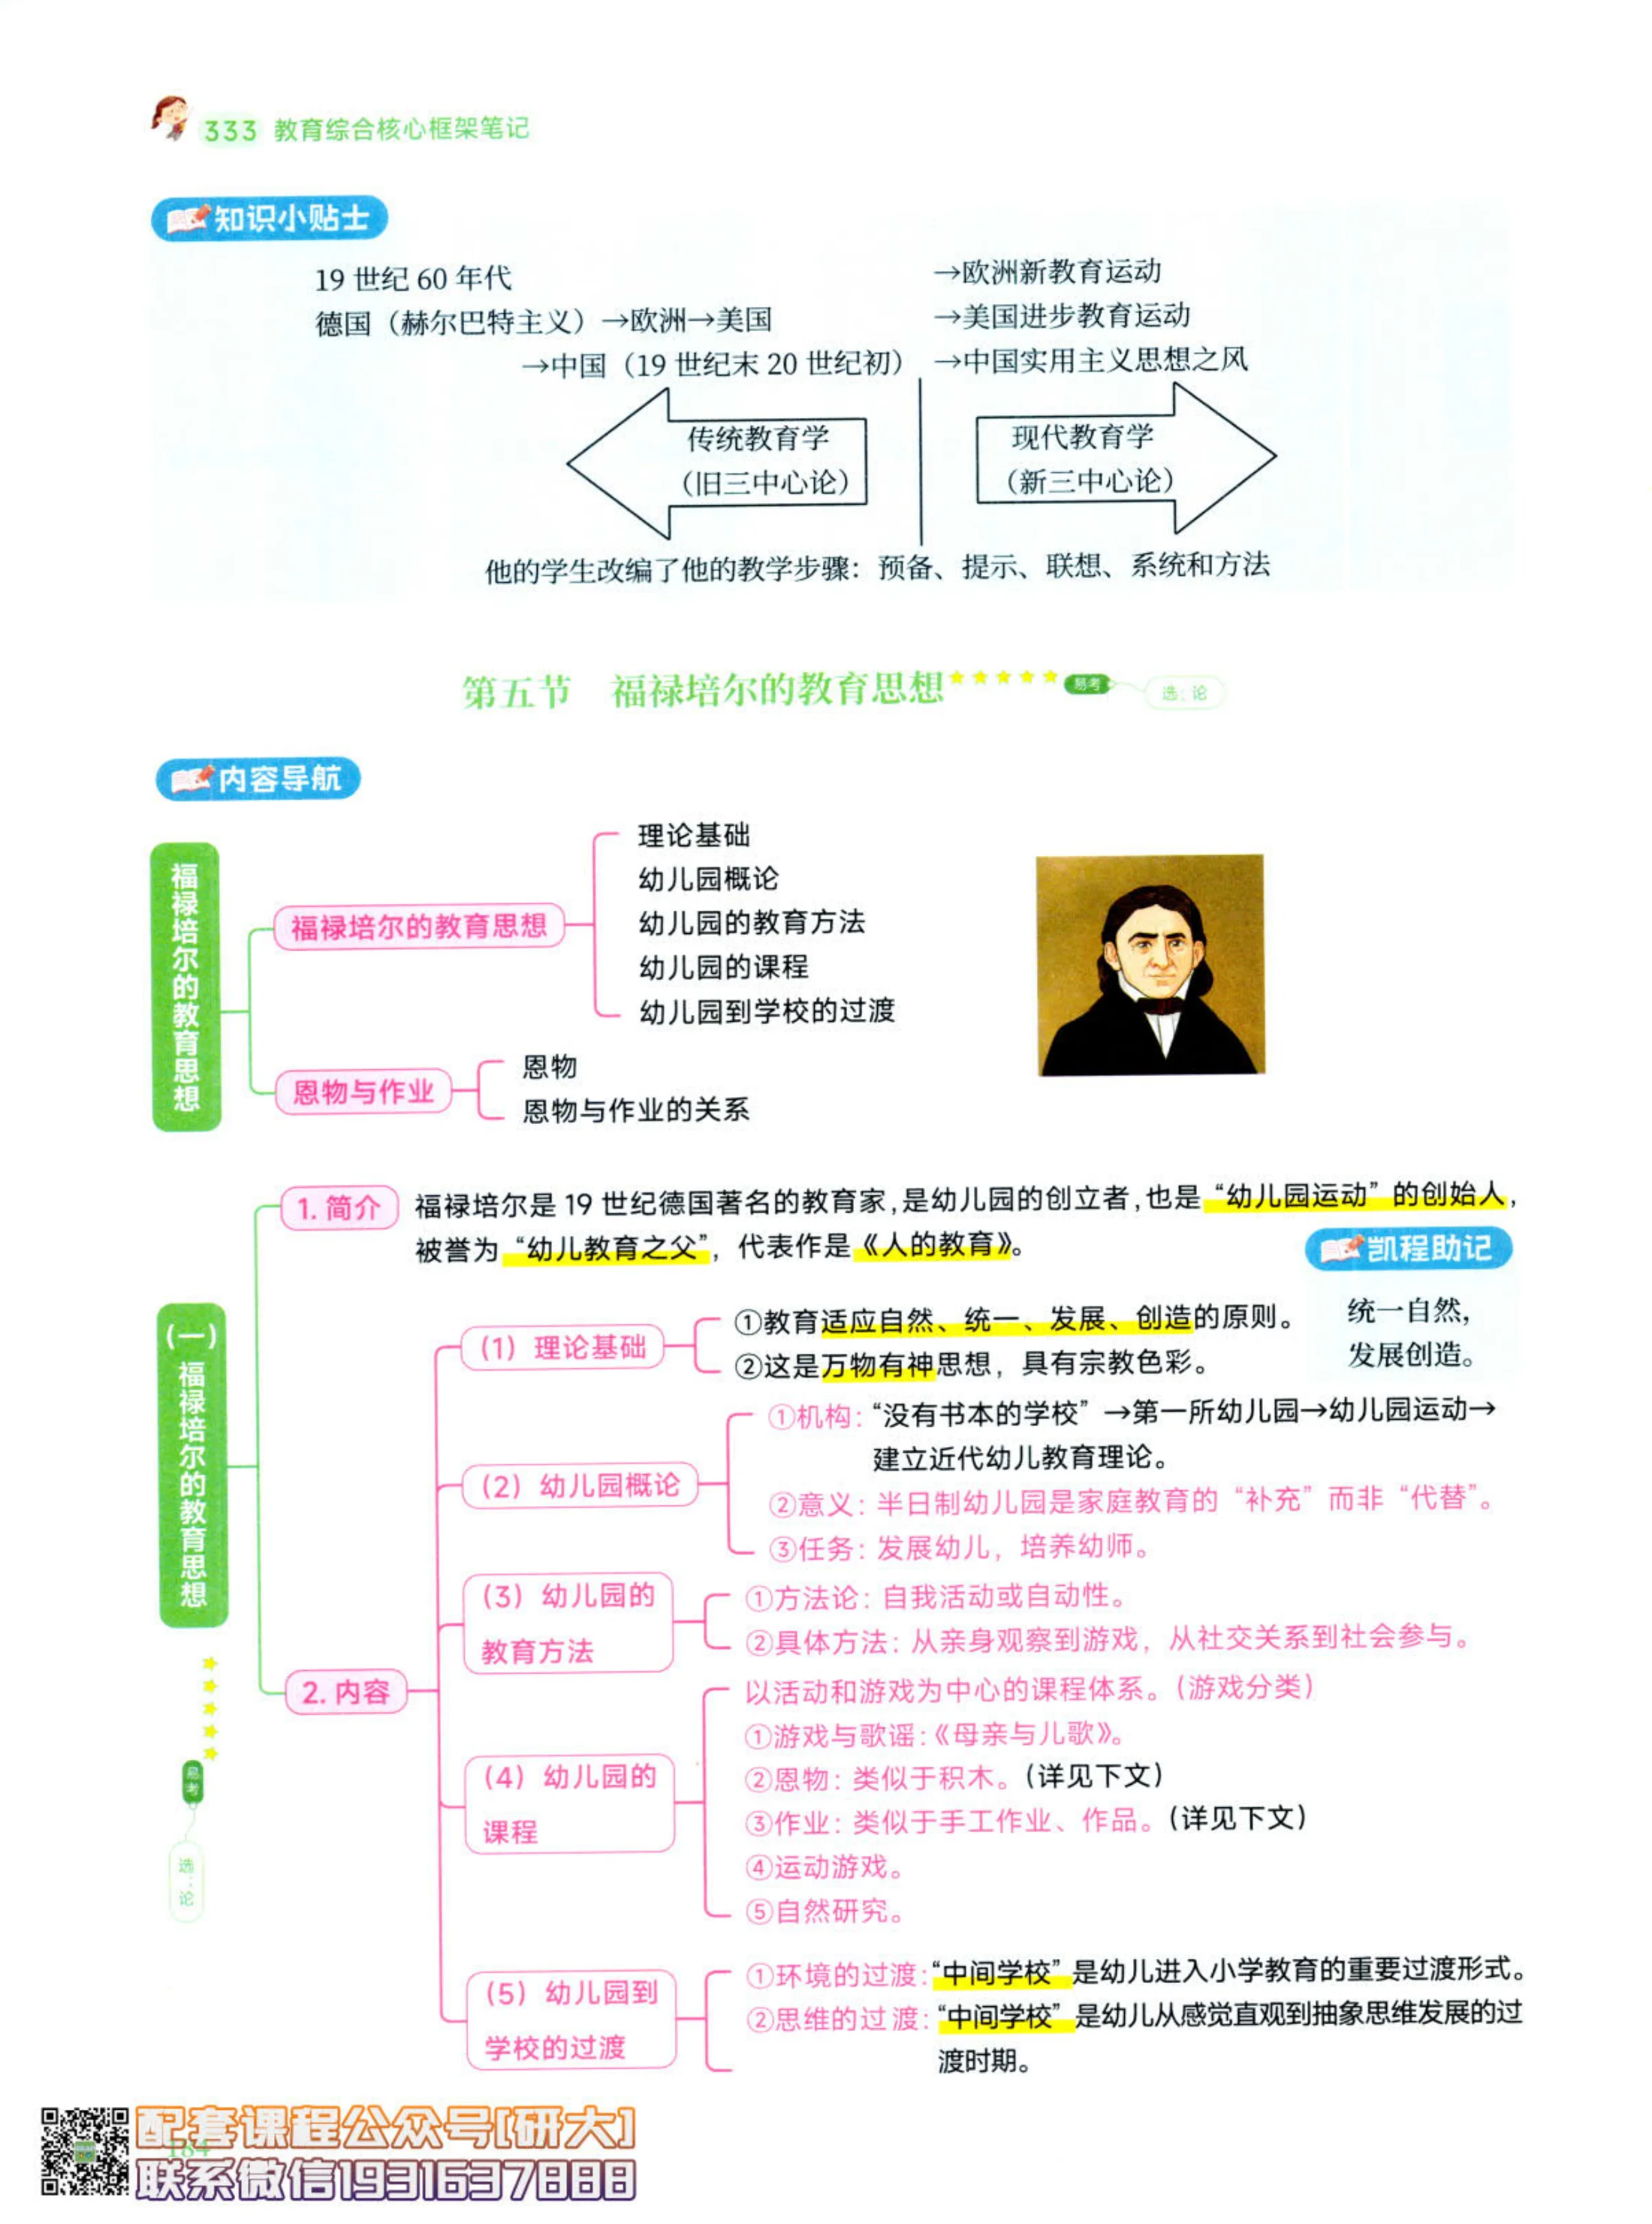 333 教育综合核心框架笔记
知识小贴士
19 世纪 60 年代
德国（赫尔巴特主义）→欧洲→美国
→中国（19 世纪末 20 世纪初）
→欧洲新教育运动
→美国进步教育运动
→中国实用主义思想之风
传统教育学
（旧三中心论）
现代教育学
（新三中心论）
他的学生改编了他的教学步骤：预备、提示、联想、系统和方法
第五节 福禄培尔的教育思想 易考 选：论
内容导航
福禄培尔的教育思想
福禄培尔的教育思想
理论基础
幼儿园概论
幼儿园的教育方法
幼儿园的课程
幼儿园到学校的过渡
恩物与作业
恩物
恩物与作业的关系
（一）福禄培尔的教育思想
易考
选：论
1. 简介
福禄培尔是 19 世纪德国著名的教育家，是幼儿园的创立者，也是“幼儿园运动”的创始人，
被誉为“幼儿教育之父”，代表作是《人的教育》。
凯程助记
统一自然，
发展创造。
2. 内容
（1）理论基础
①教育适应自然、统一、发展、创造的原则。
②这是万物有神思想，具有宗教色彩。
（2）幼儿园概论
①机构：“没有书本的学校”→第一所幼儿园→幼儿园运动→
建立近代幼儿教育理论。
②意义：半日制幼儿园是家庭教育的“补充”而非“代替”。
③任务：发展幼儿，培养幼师。
（3）幼儿园的
教育方法
①方法论：自我活动或自动性。
②具体方法：从亲身观察到游戏，从社交关系到社会参与。
（4）幼儿园的
课程
以活动和游戏为中心的课程体系。（游戏分类）
①游戏与歌谣：《母亲与儿歌》。
②恩物：类似于积木。（详见下文）
③作业：类似于手工作业、作品。（详见下文）
④运动游戏。
⑤自然研究。
（5）幼儿园到
学校的过渡
①环境的过渡：“中间学校”是幼儿进入小学教育的重要过渡形式。
②思维的过渡：“中间学校”是幼儿从感觉直观到抽象思维发展的过
渡时期。
184
配套课程公众号[研大]
联系微信1931637888